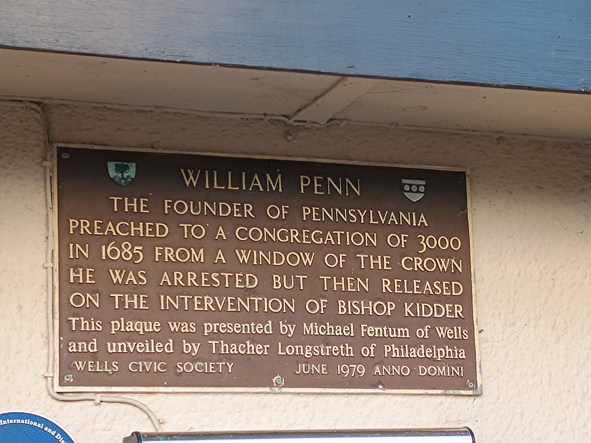 WILLIAM PENN
THE FOUNDER OF PENNSYLVANIA
PREACHED TO A CONGREGATION OF 3000
IN 1685 FROM A WINDOW OF THE CROWN
HE WAS ARRESTED BUT THEN RELEASED
ON THE INTERVENTION OF BISHOP KIDDER
This plaque was presented by Michael Fentum of Wells
and unveiled by Thacher Longstreth of Philadelphia
WELLS CIVIC SOCIETY JUNE 1979 ANNO DOMINI
International and